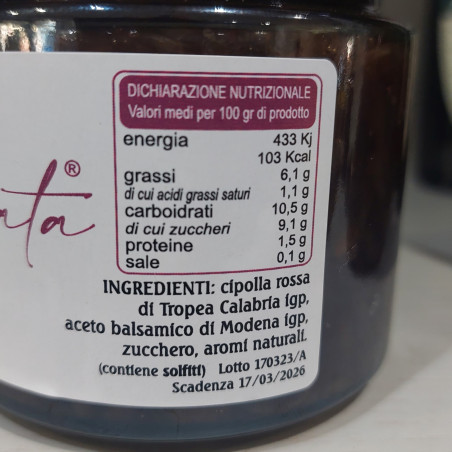 DICHIARAZIONE NUTRIZIONALE
Valori medi per 100 gr di prodotto
energia 433 Kj
103 Kcal
grassi 6,1 g
di cui acidi grassi saturi 1,1 g
carboidrati 10,5 g
di cui zuccheri 9,1 g
proteine 1,5 g
sale 0,1 g
ata®
INGREDIENTI: cipolla rossa
di Tropea Calabria igp,
aceto balsamico di Modena igp,
zucchero, aromi naturali.
(contiene solfiti) Lotto 170323/A
Scadenza 17/03/2026